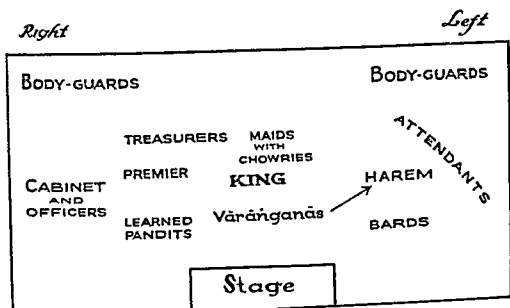 Right
Left
BODY-GUARDS
BODY-GUARDS
TREASURERS
MAIDS
WITH
CHOWRIES
ATTENDANTS
PREMIER
KING
HAREM
CABINET
AND
OFFICERS
LEARNED
PANDITS
Vārāṅganās
BARDS
Stage